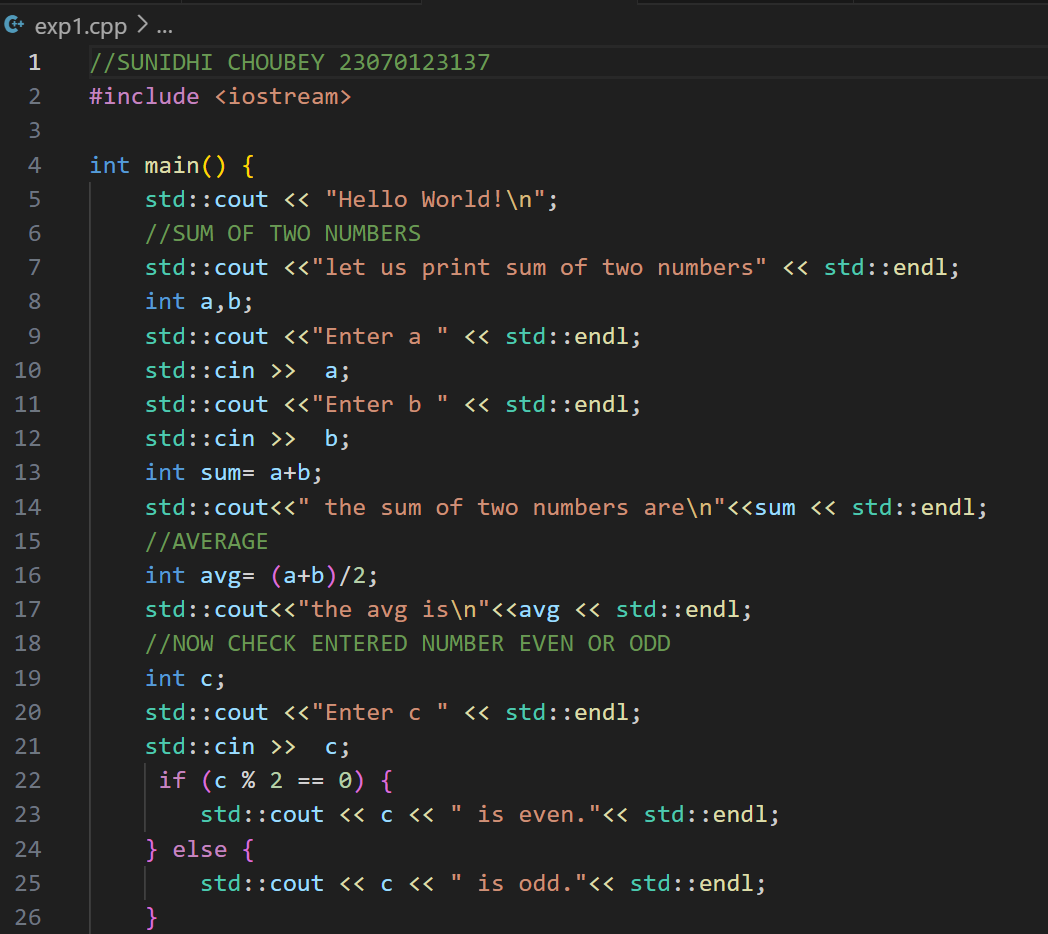 exp1.cpp > ...
1 //SUNIDHI CHOUBEY 23070123137
2 #include <iostream>
3
4 int main() {
5     std::cout << "Hello World!\n";
6     //SUM OF TWO NUMBERS
7     std::cout <<"let us print sum of two numbers" << std::endl;
8     int a,b;
9     std::cout <<"Enter a " << std::endl;
10     std::cin >>  a;
11     std::cout <<"Enter b " << std::endl;
12     std::cin >>  b;
13     int sum= a+b;
14     std::cout<<" the sum of two numbers are\n"<<sum << std::endl;
15     //AVERAGE
16     int avg= (a+b)/2;
17     std::cout<<"the avg is\n"<<avg << std::endl;
18     //NOW CHECK ENTERED NUMBER EVEN OR ODD
19     int c;
20     std::cout <<"Enter c " << std::endl;
21     std::cin >>  c;
22      if (c % 2 == 0) {
23         std::cout << c << " is even."<< std::endl;
24     } else {
25         std::cout << c << " is odd."<< std::endl;
26     }